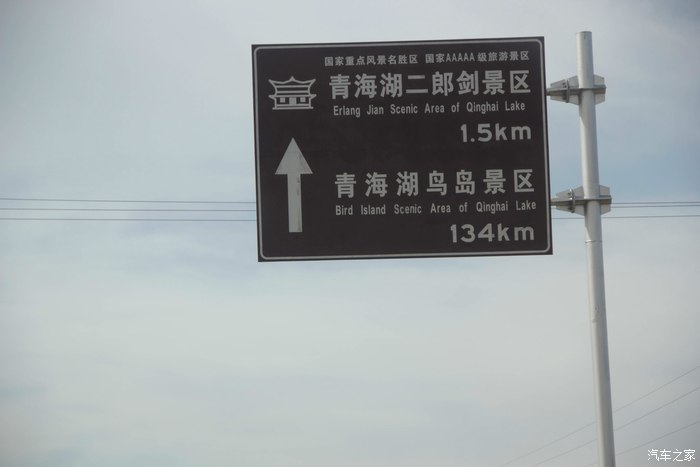 国家重点风景名胜区 国家AAAAA级旅游景区
青海湖二郎剑景区
Erlang Jian Scenic Area of Qinghai Lake
1.5km
青海湖鸟岛景区
Bird Island Scenic Area of Qinghai Lake
134km
汽车之家